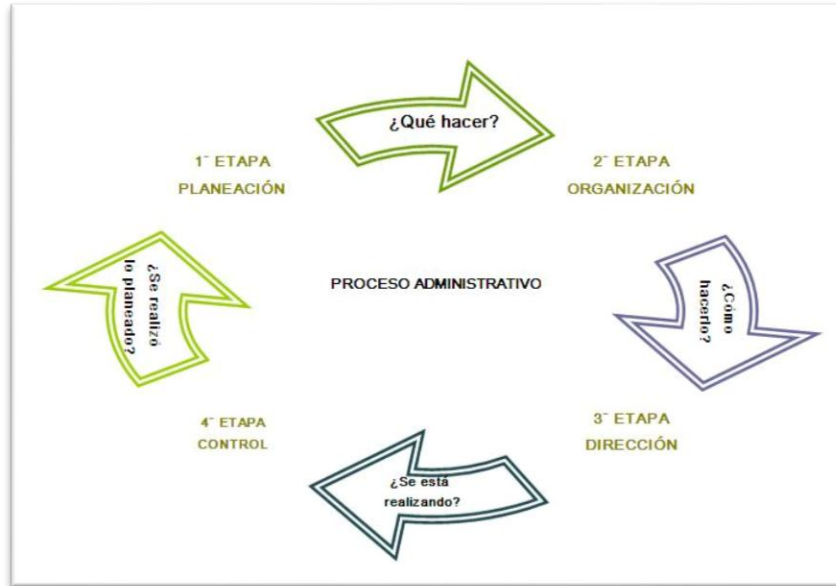 ¿Qué hacer?
1¯ ETAPA
PLANEACIÓN
2¯ ETAPA
ORGANIZACIÓN
¿Se realizó
lo planeado?
PROCESO ADMINISTRATIVO
¿Cómo
hacerlo?
4¯ ETAPA
CONTROL
3¯ ETAPA
DIRECCIÓN
¿Se está
realizando?